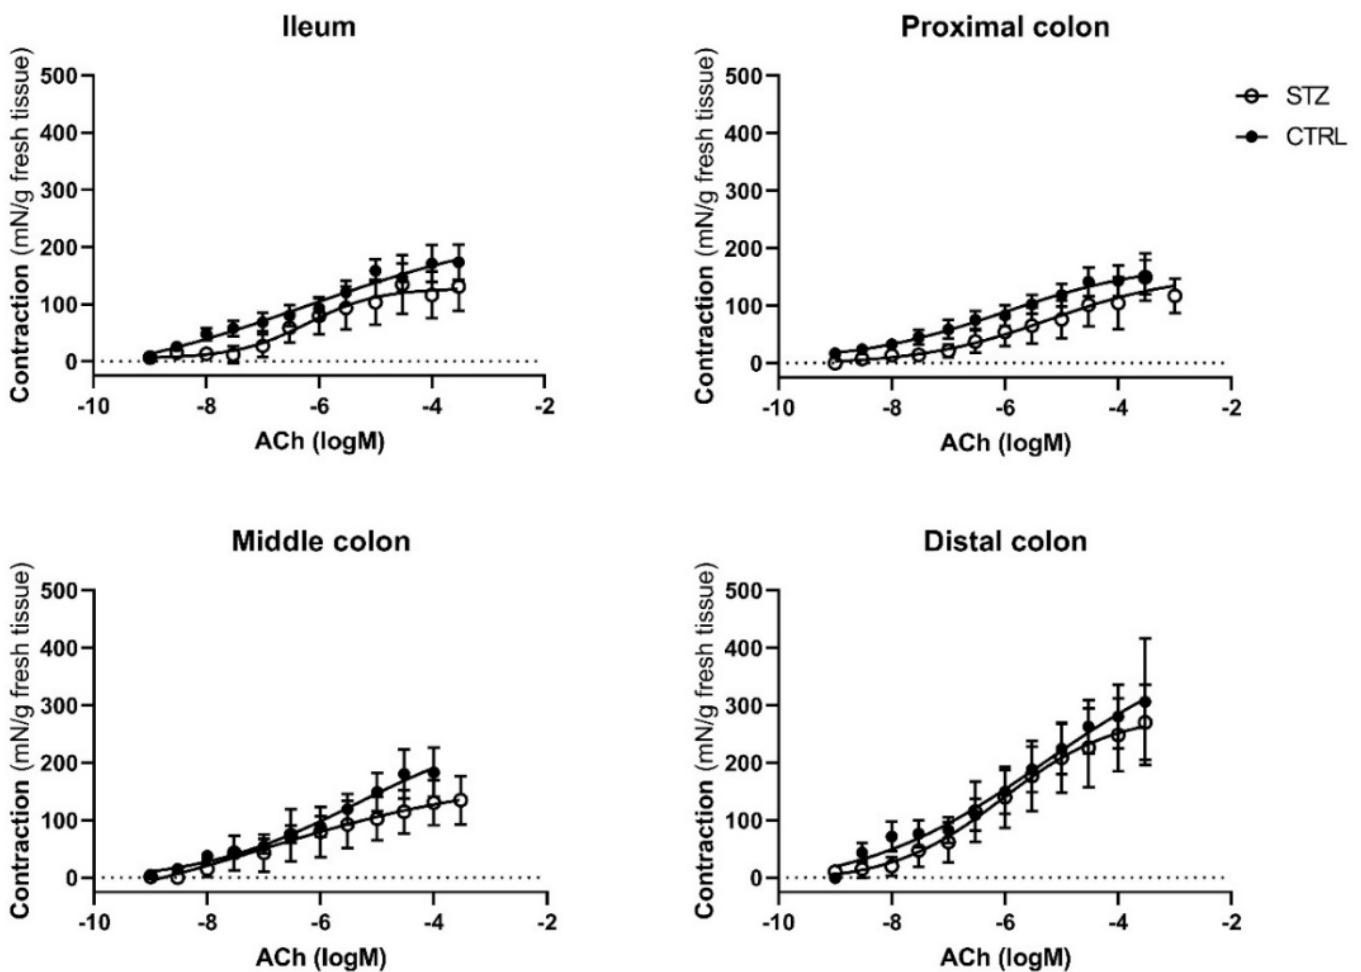 Ileum
Contraction (mN/g fresh tissue)
500
400
300
200
100
0
-10 -8 -6 -4 -2
ACh (logM)
Proximal colon
Contraction (mN/g fresh tissue)
500
400
300
200
100
0
-10 -8 -6 -4 -2
ACh (logM)
STZ
CTRL
Middle colon
Contraction (mN/g fresh tissue)
500
400
300
200
100
0
-10 -8 -6 -4 -2
ACh (logM)
Distal colon
Contraction (mN/g fresh tissue)
500
400
300
200
100
0
-10 -8 -6 -4 -2
ACh (logM)